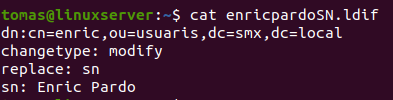 tomas@linuxserver:~$ cat enricpardoSN.ldif
dn:cn=enric,ou=usuaris,dc=smx,dc=local
changetype: modify
replace: sn
sn: Enric Pardo